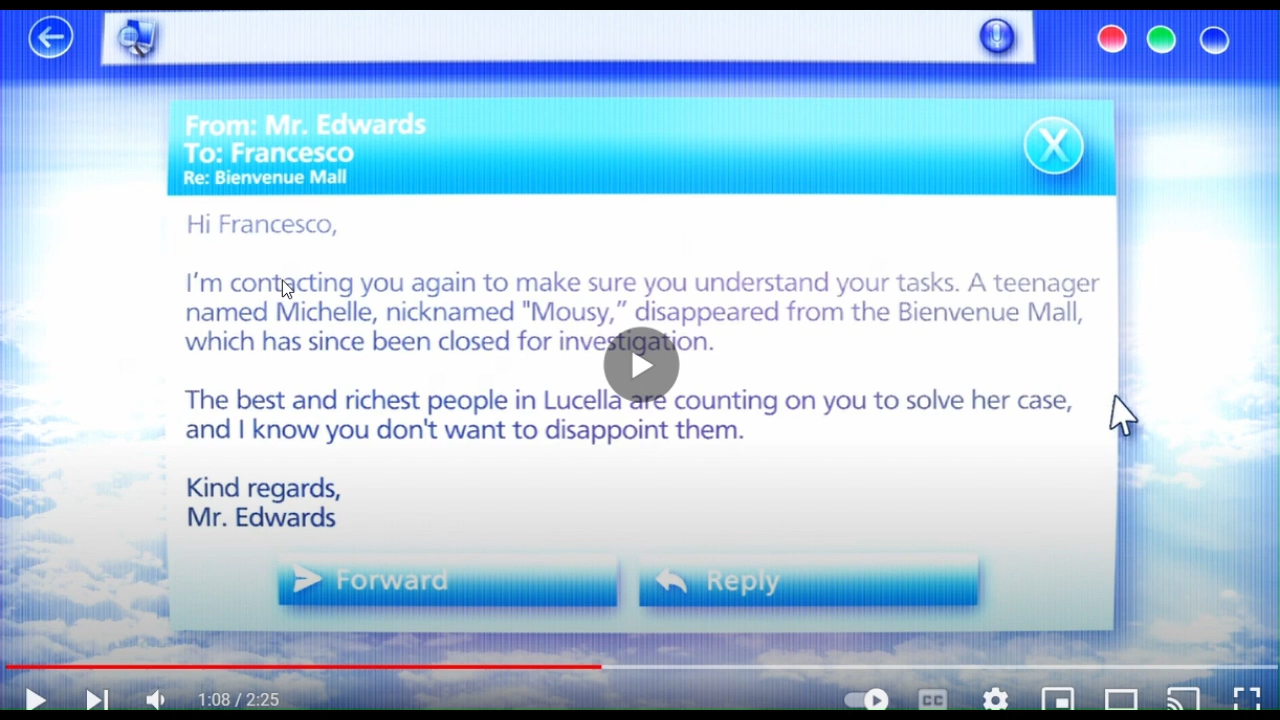 From: Mr. Edwards
To: Francesco
Re: Bienvenue Mall
X
Hi Francesco,
I'm contacting you again to make sure you understand your tasks. A teenager
named Michelle, nicknamed "Mousy,” disappeared from the Bienvenue Mall,
which has since been closed for investigation.
The best and richest people in Lucella are counting on you to solve her case,
and I know you don't want to disappoint them.
Kind regards,
Mr. Edwards
Forward
Reply
1:08 / 2:25
CC